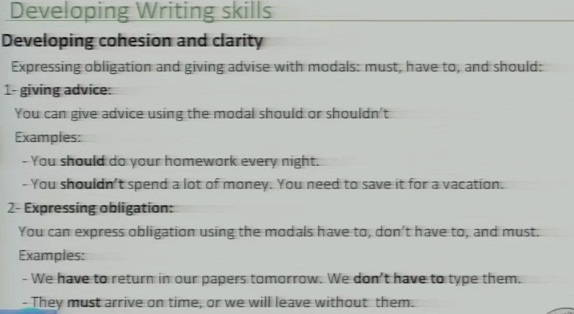 Developing Writing skills
Developing cohesion and clarity
Expressing obligation and giving advise with modals: must, have to, and should:
1- giving advice:
You can give advice using the modal should or shouldn't
Examples:
- You should do your homework every night.
- You shouldn't spend a lot of money. You need to save it for a vacation.
2- Expressing obligation:
You can express obligation using the modals have to, don't have to, and must.
Examples:
- We have to return in our papers tomorrow. We don't have to type them.
- They must arrive on time, or we will leave without them.